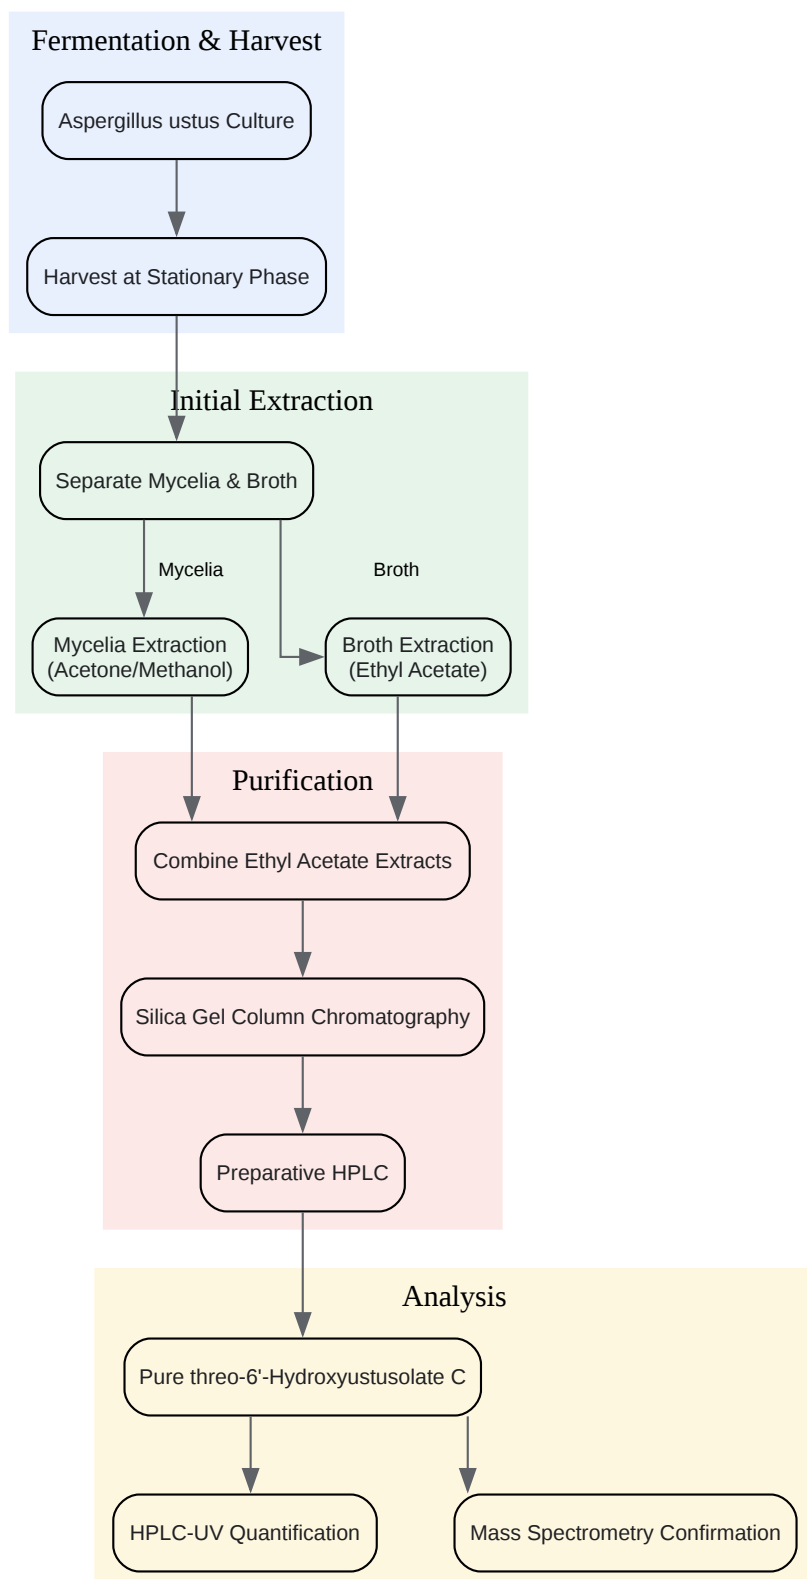 Fermentation & Harvest
Aspergillus ustus Culture
Harvest at Stationary Phase
Initial Extraction
Separate Mycelia & Broth
Mycelia
Broth
Mycelia Extraction
(Acetone/Methanol)
Broth Extraction
(Ethyl Acetate)
Purification
Combine Ethyl Acetate Extracts
Silica Gel Column Chromatography
Preparative HPLC
Analysis
Pure threo-6'-Hydroxyustusolate C
HPLC-UV Quantification
Mass Spectrometry Confirmation